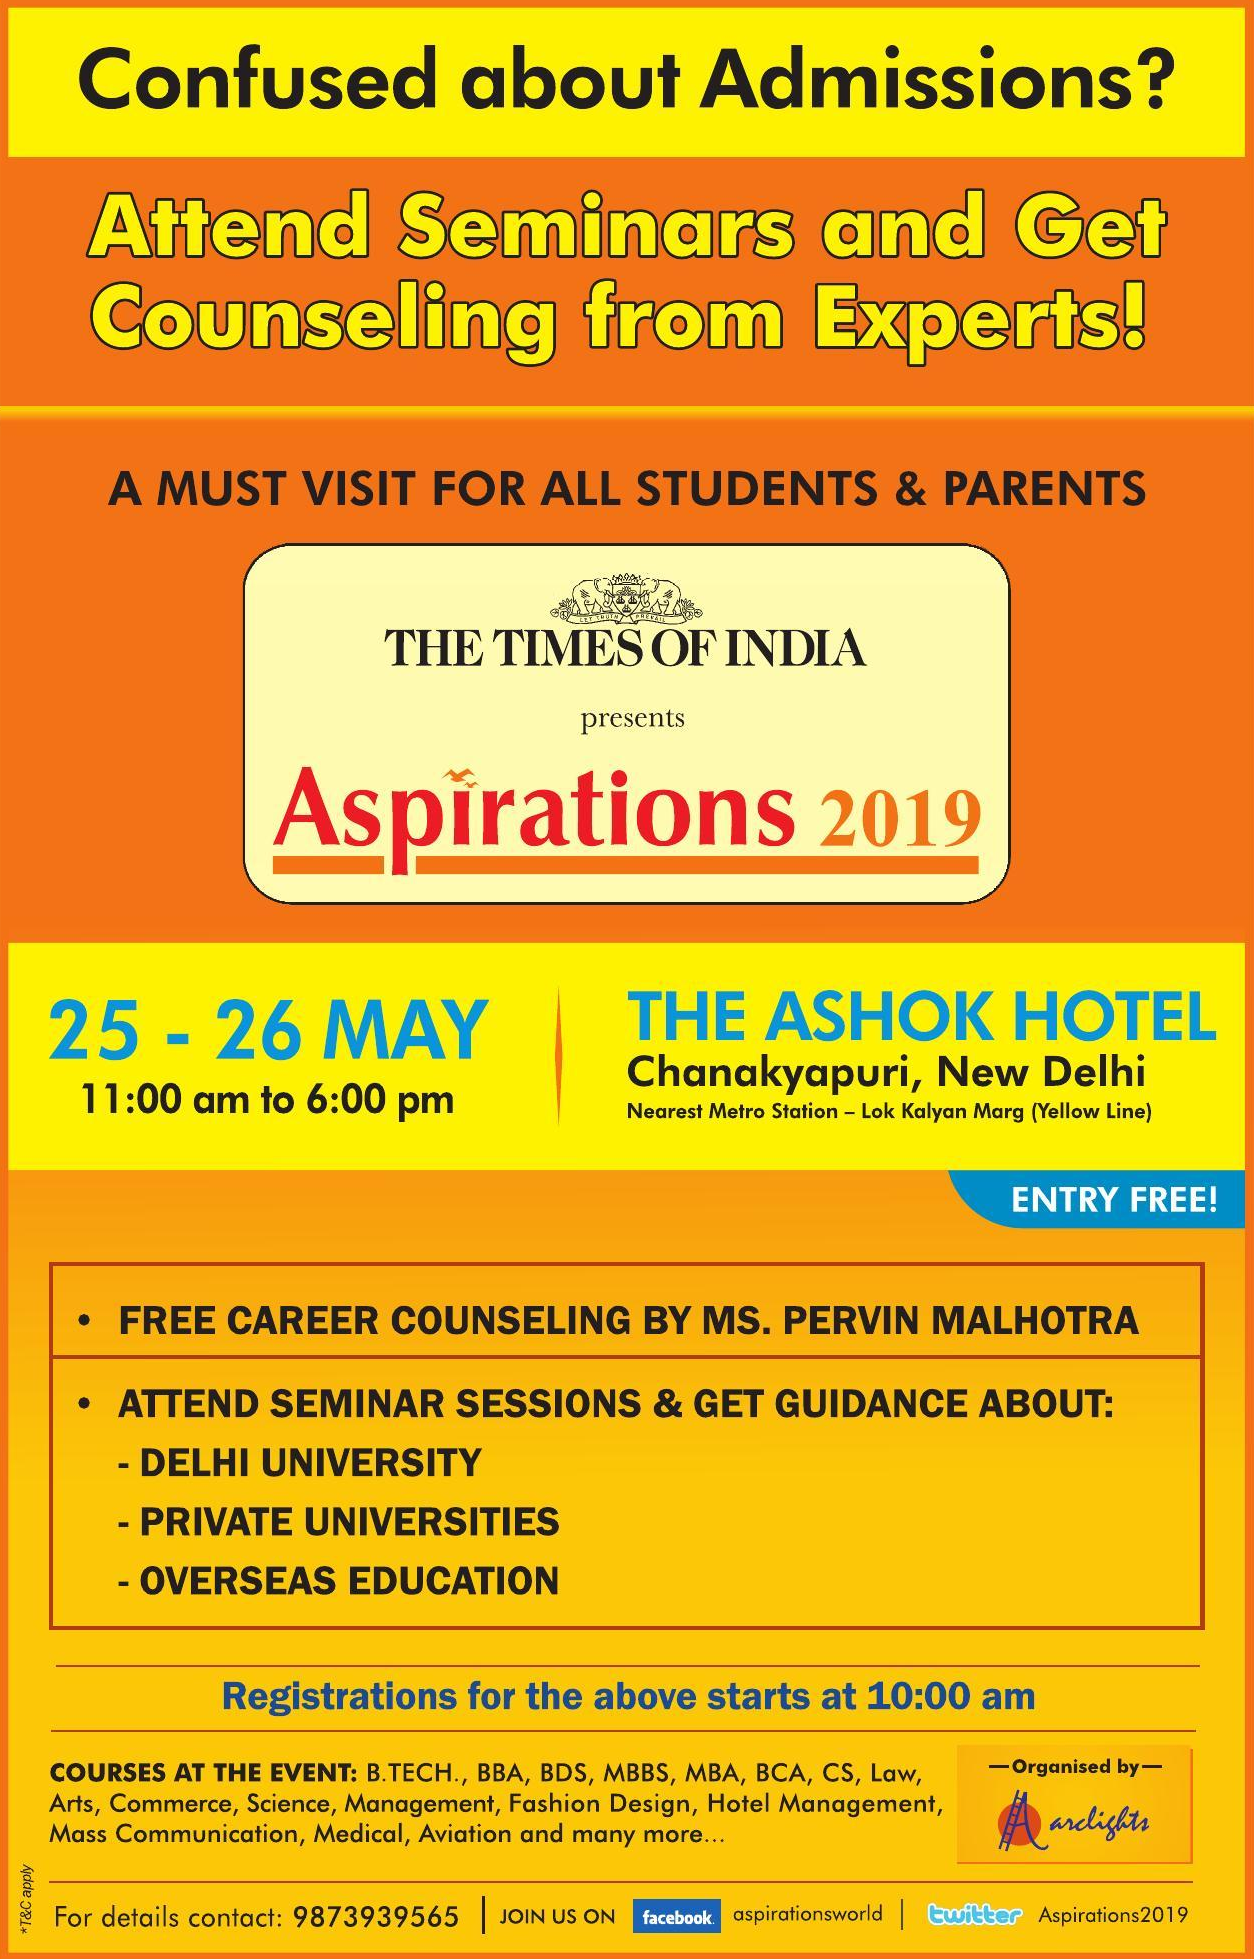 Confused about Admissions?
Attend Seminars and Get
Counseling from Experts!
A MUST VISIT FOR ALL STUDENTS & PARENTS
LET TRUTH PREVAIL
THE TIMES OF INDIA
presents
Aspirations 2019
25 - 26 MAY
11:00 am to 6:00 pm
THE ASHOK HOTEL
Chanakyapuri, New Delhi
Nearest Metro Station – Lok Kalyan Marg (Yellow Line)
ENTRY FREE!
• FREE CAREER COUNSELING BY MS. PERVIN MALHOTRA
• ATTEND SEMINAR SESSIONS & GET GUIDANCE ABOUT:
- DELHI UNIVERSITY
- PRIVATE UNIVERSITIES
- OVERSEAS EDUCATION
Registrations for the above starts at 10:00 am
COURSES AT THE EVENT: B.TECH., BBA, BDS, MBBS, MBA, BCA, CS, Law,
Arts, Commerce, Science, Management, Fashion Design, Hotel Management,
Mass Communication, Medical, Aviation and many more...
Organised by
arclights
*T&C apply
For details contact: 9873939565 | JOIN US ON facebook. aspirationsworld | twitter Aspirations2019